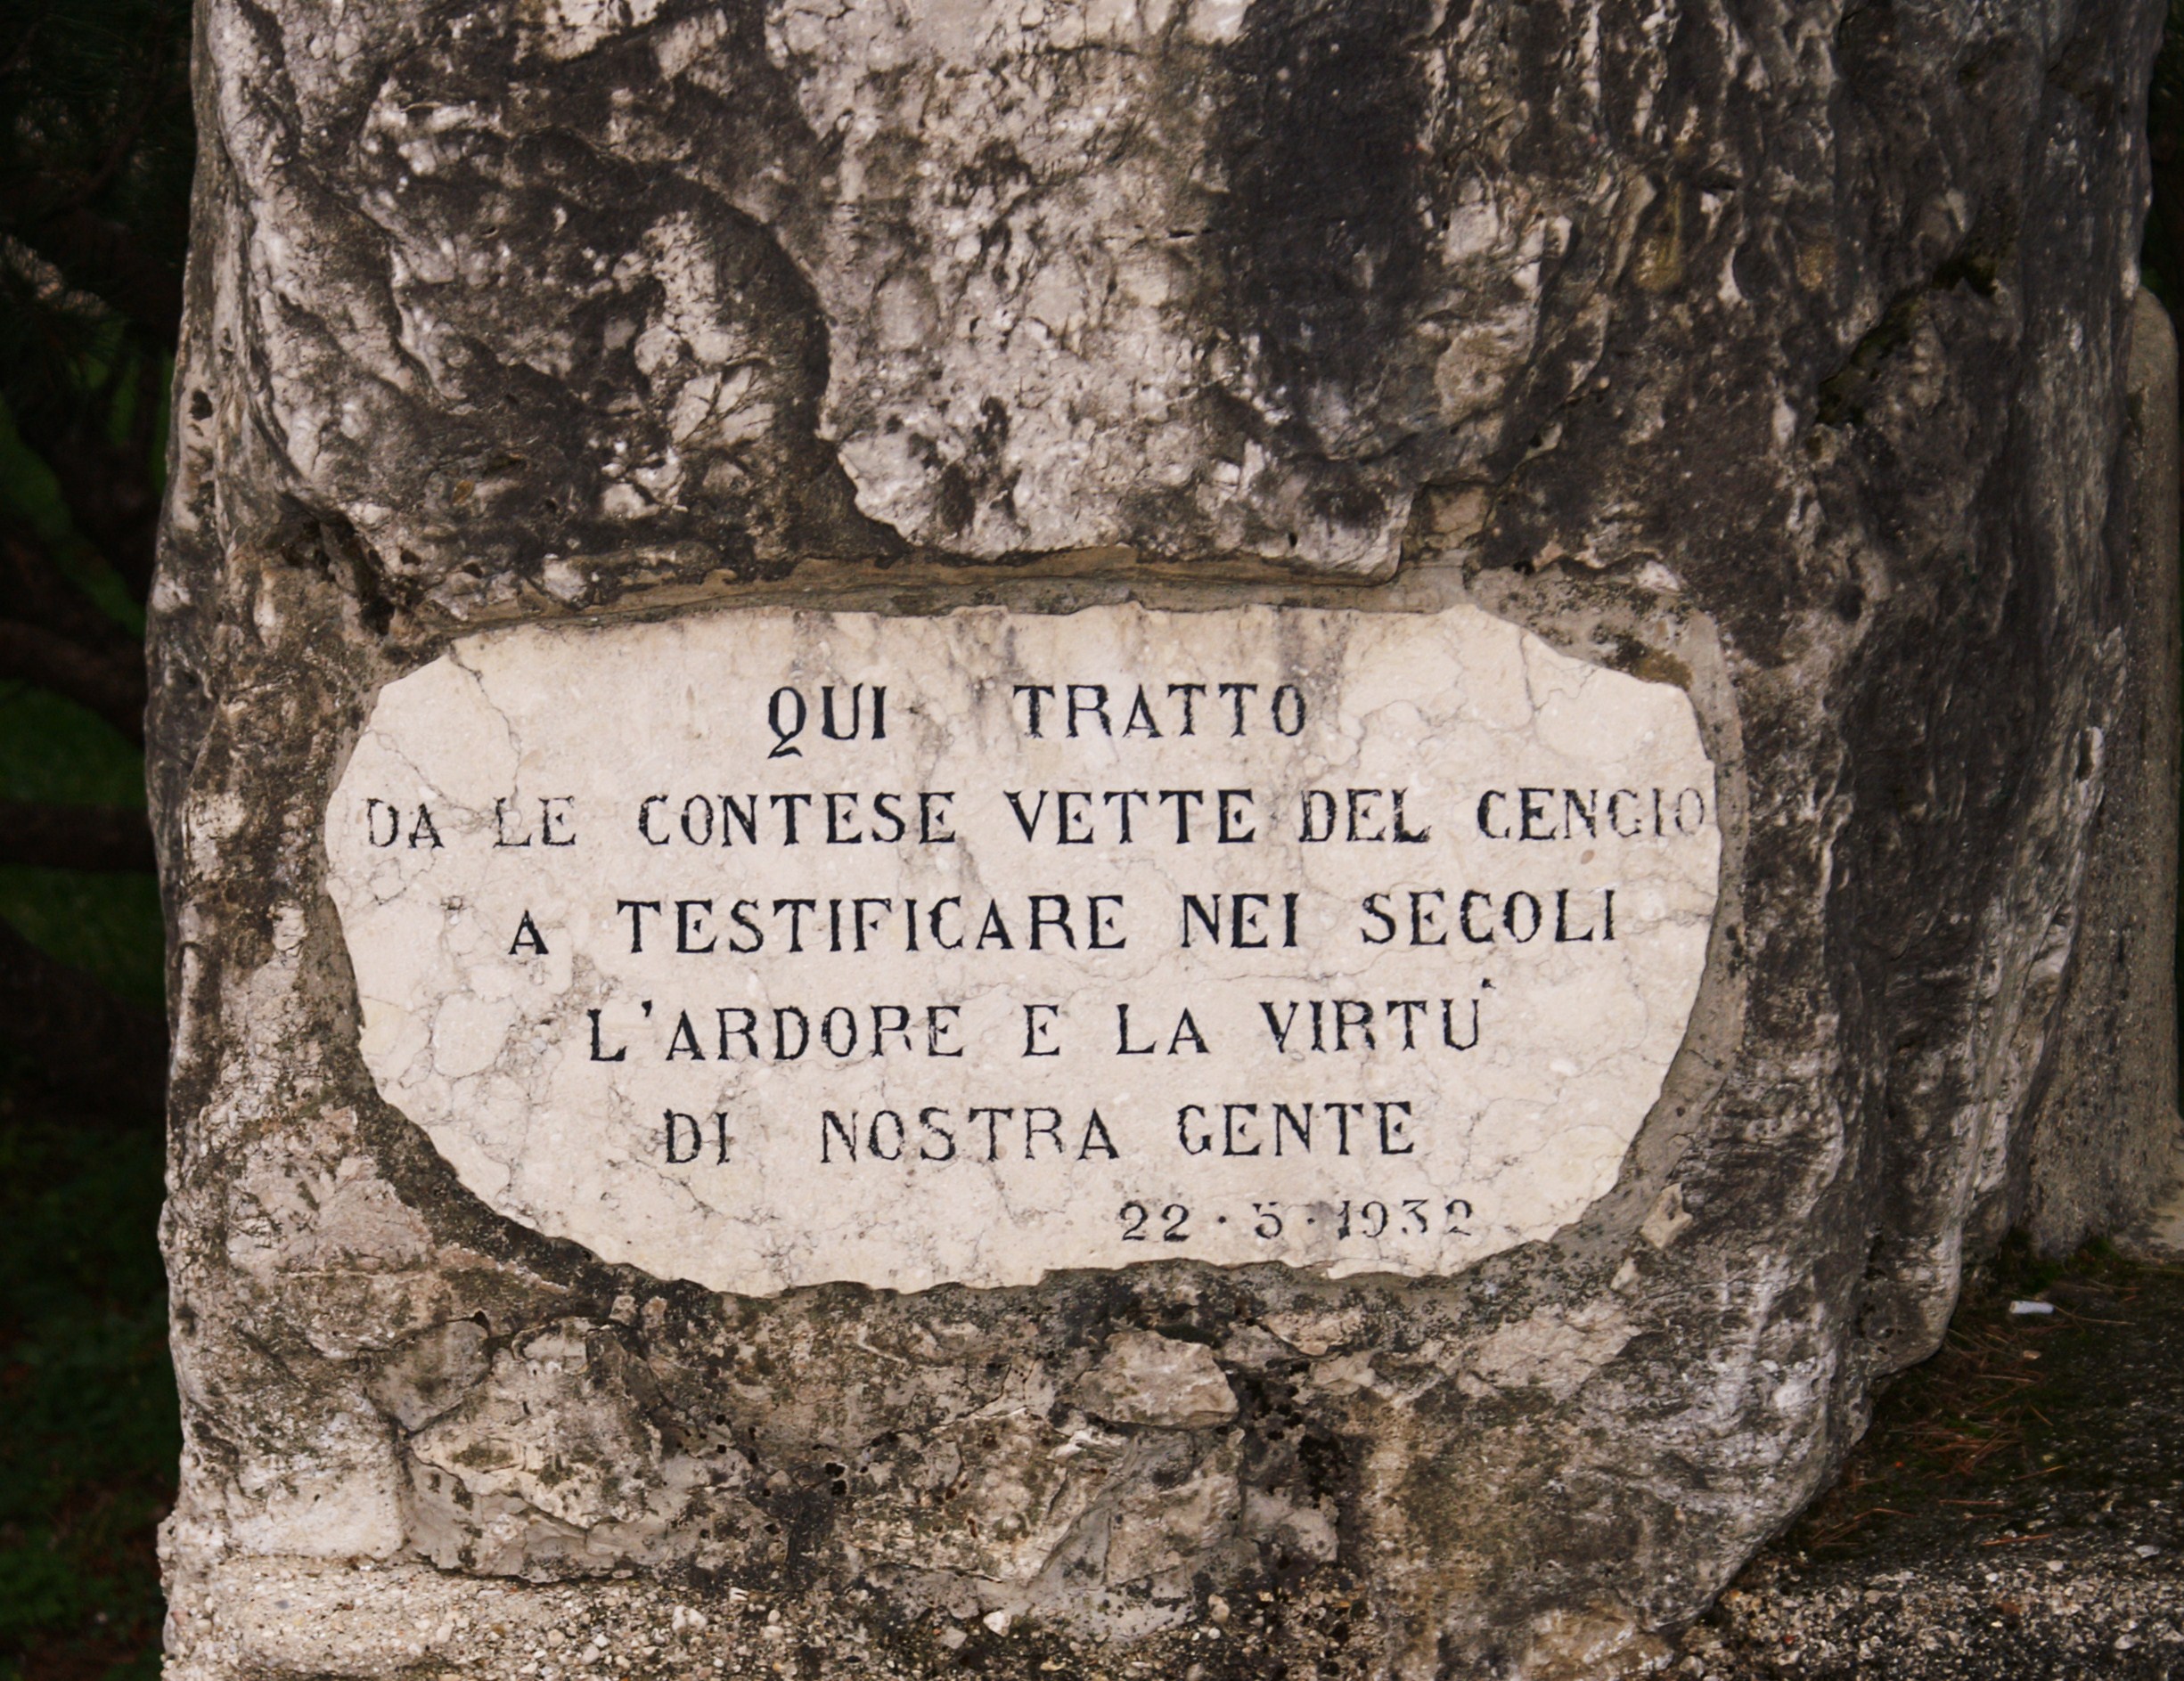 QUI TRATTO
DA LE CONTESE VETTE DEL CENGIO
A TESTIFICARE NEI SECOLI
L'ARDORE E LA VIRTU'
DI NOSTRA GENTE
22·5·1932